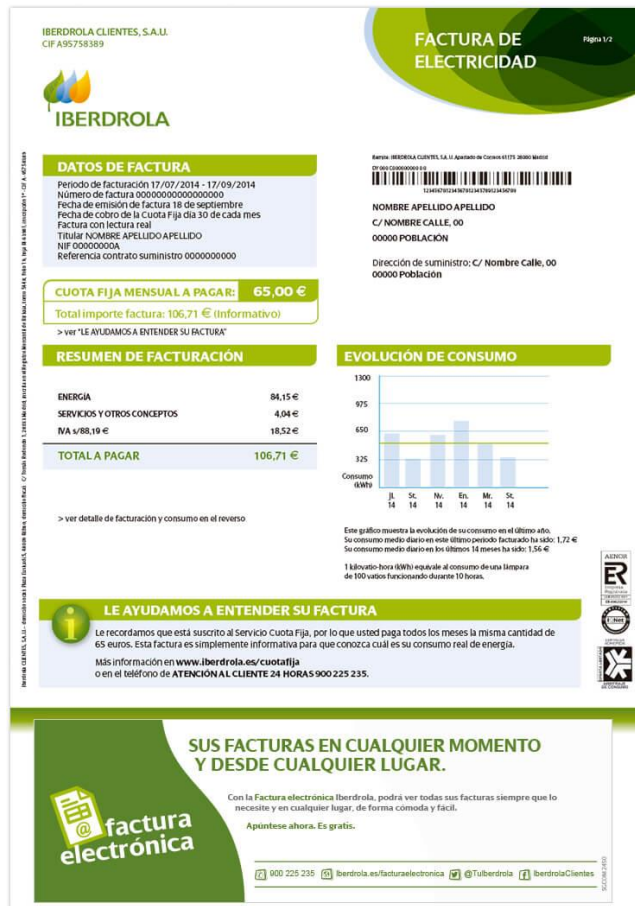 IBERDROLA CLIENTES, S.A.U.
CIF A95758389
FACTURA DE
ELECTRICIDAD
Página 1/2
IBERDROLA
DATOS DE FACTURA
Periodo de facturación 17/07/2014 - 17/09/2014
Número de factura 00000000000000000
Fecha de emisión de factura 18 de septiembre
Fecha de cobro de la Cuota Fija día 30 de cada mes
Factura con lectura real
Titular NOMBRE APELLIDO APELLIDO
NIF 00000000A
Referencia contrato suministro 0000000000
NOMBRE APELLIDO APELLIDO
C/ NOMBRE CALLE, 00
00000 POBLACIÓN
Dirección de suministro: C/ Nombre Calle, 00
00000 Población
CUOTA FIJA MENSUAL A PAGAR: 65,00 €
Total importe factura: 106,71 € (Informativo)
> ver "LE AYUDAMOS A ENTENDER SU FACTURA"
RESUMEN DE FACTURACIÓN
ENERGÍA 84,15 €
SERVICIOS Y OTROS CONCEPTOS 4,04 €
IVA s/88,19 € 18,52 €
TOTAL A PAGAR 106,71 €
> ver detalle de facturación y consumo en el reverso
EVOLUCIÓN DE CONSUMO
1300
975
650
325
Consumo
(kWh)
Jl. St. Nv. En. Mr. St.
14 14 14 14 14 14
Este gráfico muestra la evolución de su consumo en el último año.
Su consumo medio diario en este último periodo facturado ha sido: 1,72 €
Su consumo medio diario en los últimos 14 meses ha sido: 1,56 €
1 kilovatio-hora (kWh) equivale al consumo de una lámpara
de 100 vatios funcionando durante 10 horas.
AENOR
ER
LE AYUDAMOS A ENTENDER SU FACTURA
Le recordamos que está suscrito al Servicio Cuota Fija, por lo que usted paga todos los meses la misma cantidad de
65 euros. Esta factura es simplemente informativa para que conozca cuál es su consumo real de energía.
Más información en www.iberdrola.es/cuotafija
o en el teléfono de ATENCIÓN AL CLIENTE 24 HORAS 900 225 235.
SUS FACTURAS EN CUALQUIER MOMENTO
Y DESDE CUALQUIER LUGAR.
Con la Factura electrónica Iberdrola, podrá ver todas sus facturas siempre que lo
necesite y en cualquier lugar, de forma cómoda y fácil.
Apúntese ahora. Es gratis.
@ factura
electrónica
900 225 235 Iberdrola.es/facturaelectronica @TuIberdrola IberdrolaClientes